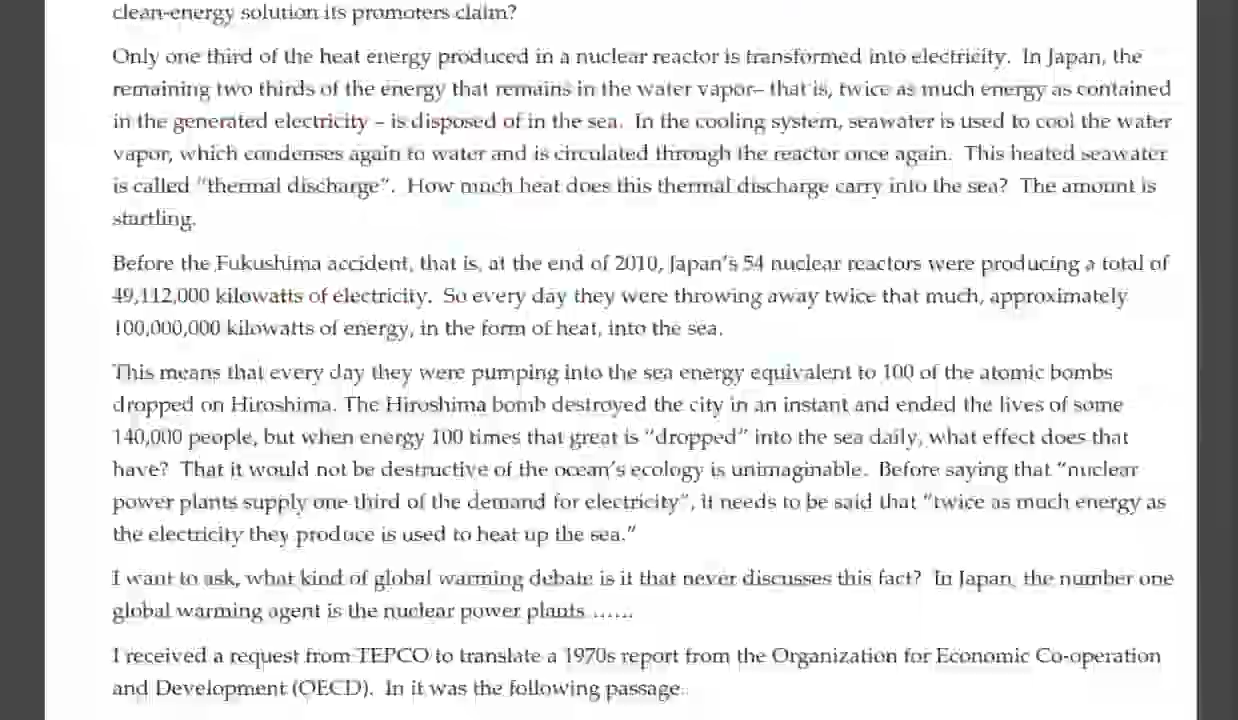 clean-energy solution its promoters claim?
Only one third of the heat energy produced in a nuclear reactor is transformed into electricity. In Japan, the
remaining two thirds of the energy that remains in the water vapor– that is, twice as much energy as contained
in the generated electricity – is disposed of in the sea. In the cooling system, seawater is used to cool the water
vapor, which condenses again to water and is circulated through the reactor once again. This heated seawater
is called "thermal discharge". How much heat does this thermal discharge carry into the sea? The amount is
startling.
Before the Fukushima accident, that is, at the end of 2010, Japan's 54 nuclear reactors were producing a total of
49,112,000 kilowatts of electricity. So every day they were throwing away twice that much, approximately
100,000,000 kilowatts of energy, in the form of heat, into the sea.
This means that every day they were pumping into the sea energy equivalent to 100 of the atomic bombs
dropped on Hiroshima. The Hiroshima bomb destroyed the city in an instant and ended the lives of some
140,000 people, but when energy 100 times that great is "dropped" into the sea daily, what effect does that
have? That it would not be destructive of the ocean's ecology is unimaginable. Before saying that "nuclear
power plants supply one third of the demand for electricity", it needs to be said that "twice as much energy as
the electricity they produce is used to heat up the sea."
I want to ask, what kind of global warming debate is it that never discusses this fact? In Japan, the number one
global warming agent is the nuclear power plants ……
I received a request from TEPCO to translate a 1970s report from the Organization for Economic Co-operation
and Development (OECD). In it was the following passage: